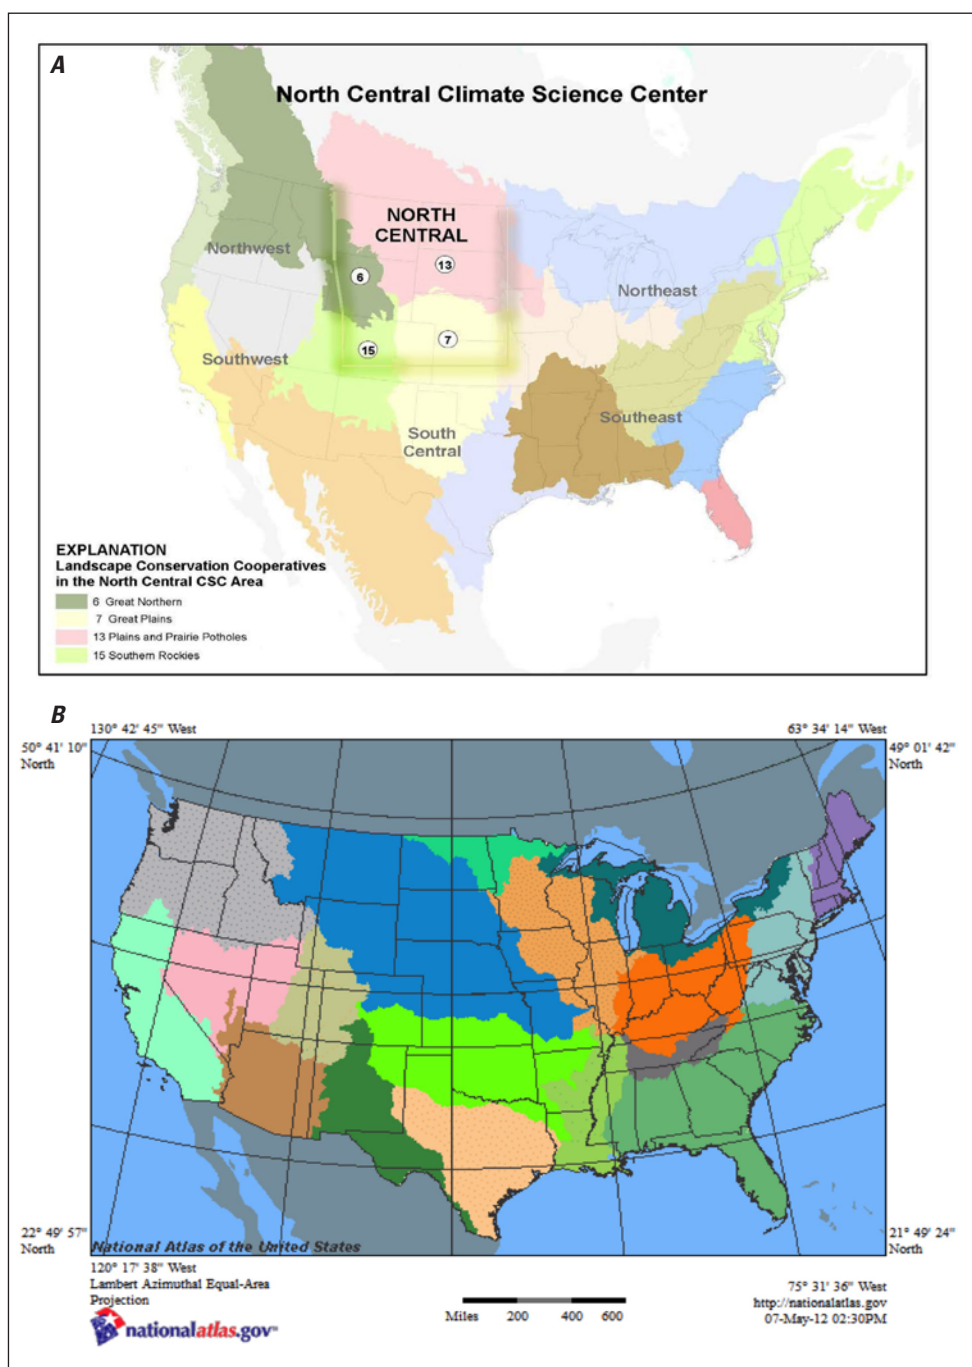 A
North Central Climate Science Center
NORTH
CENTRAL
Northwest
13
6
Northeast
7
15
Southwest
Southeast
South
Central
EXPLANATION
Landscape Conservation Cooperatives
in the North Central CSC Area
6 Great Northern
7 Great Plains
13 Plains and Prairie Potholes
15 Southern Rockies
B
130° 42' 45" West
63° 34' 14" West
50° 41' 10"
North
49° 01' 42"
North
22° 49' 57"
North
21° 49' 24"
North
National Atlas of the United States
120° 17' 38" West
Lambert Azimuthal Equal-Area
Projection
nationalatlas.gov™
Miles 200 400 600
75° 31' 36" West
http://nationalatlas.gov
07-May-12 02:30PM